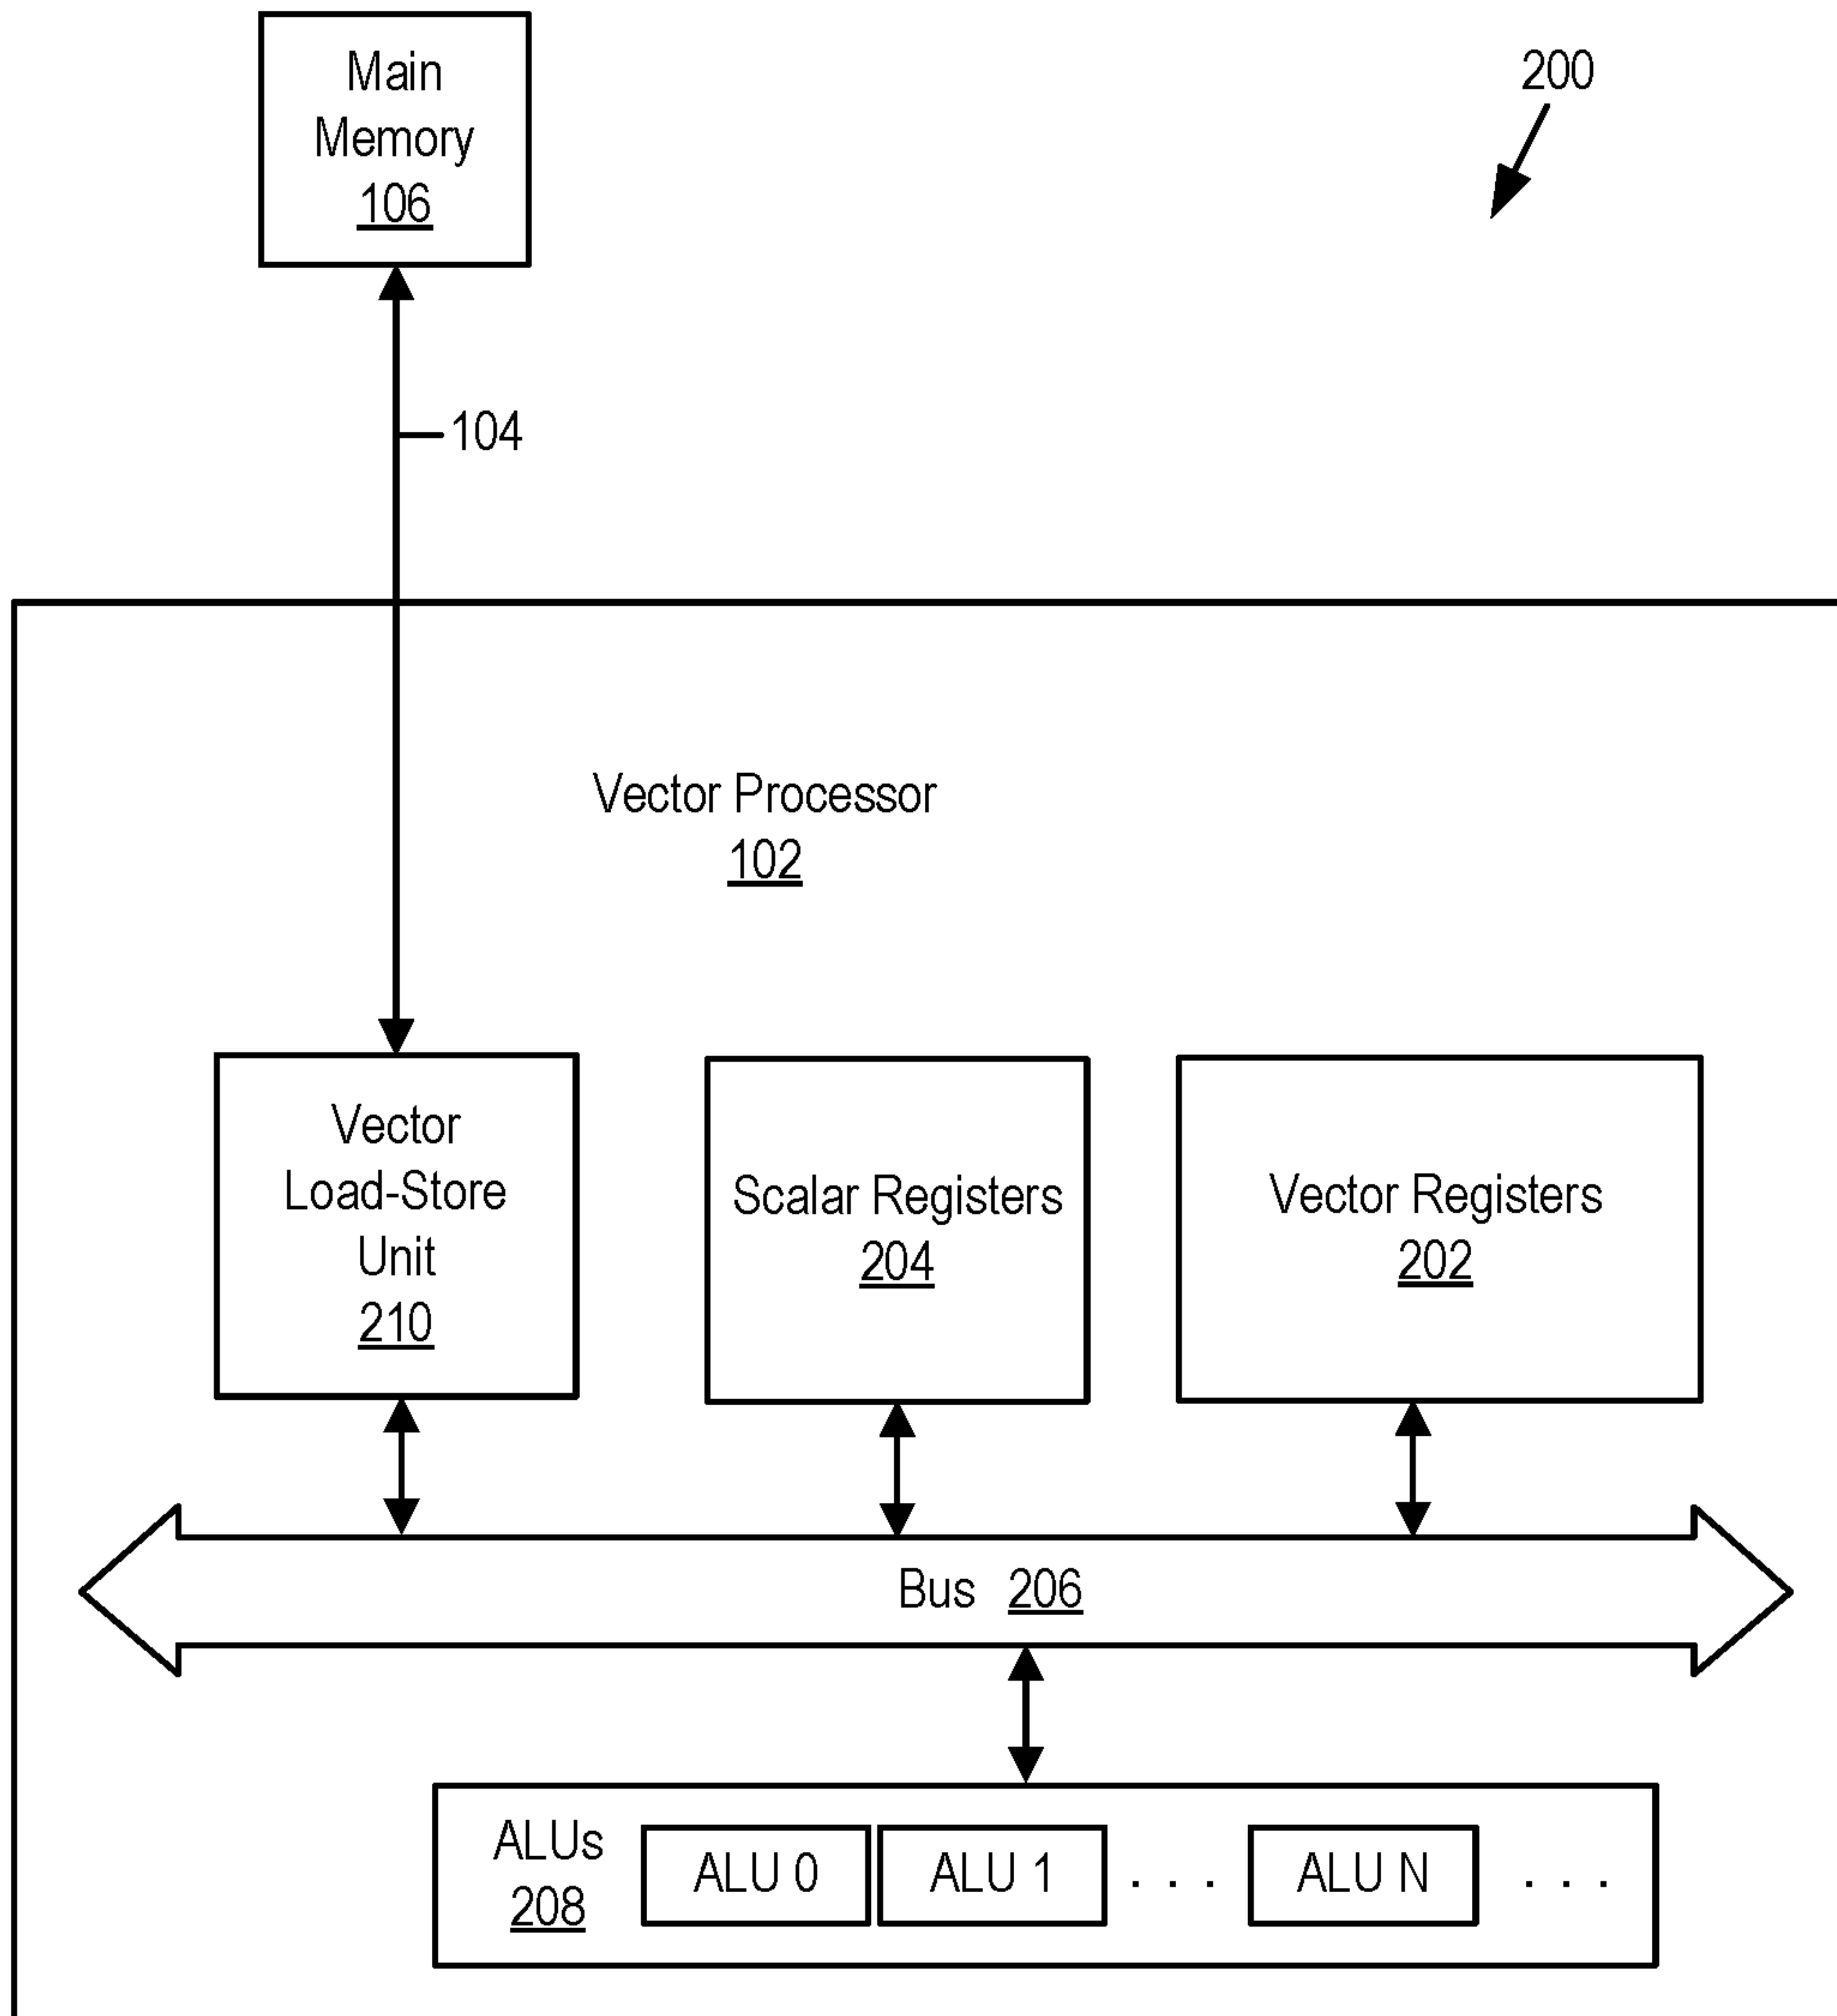 Main
Memory
106
200
104
Vector Processor
102
Vector
Load-Store
Unit
210
Scalar Registers
204
Vector Registers
202
Bus 206
ALUs
208
ALU 0
ALU 1
. . .
ALU N
. . .